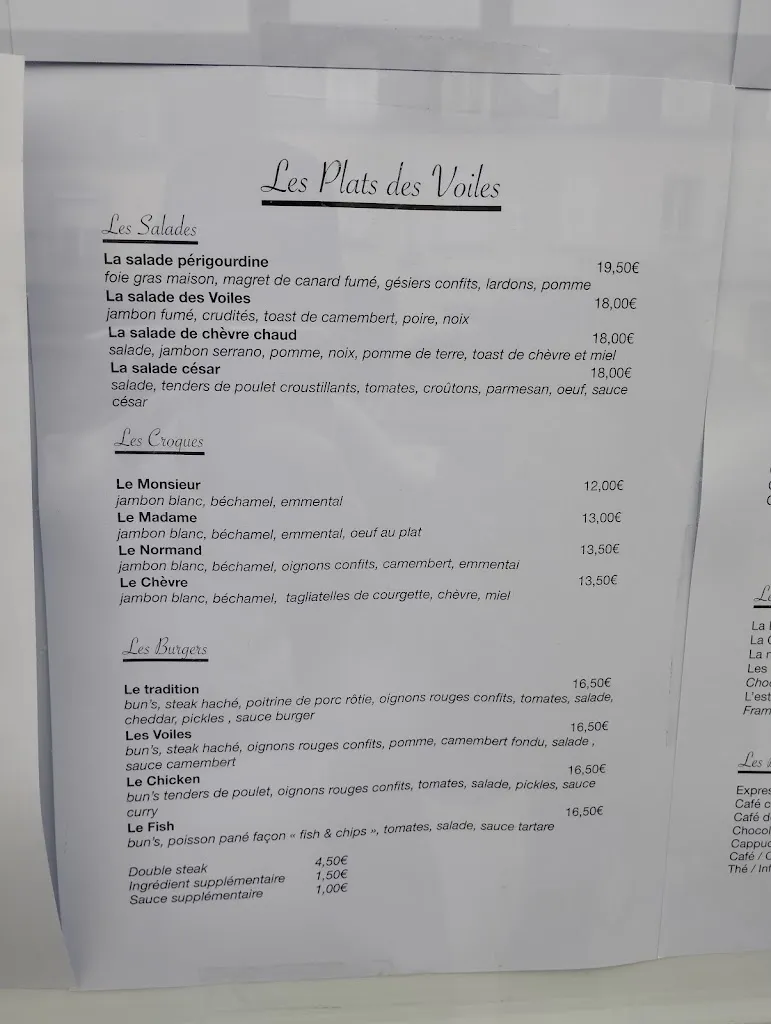 Les Plats des Voiles
Les Salades
La salade périgourdine 19,50€
foie gras maison, magret de canard fumé, gésiers confits, lardons, pomme
La salade des Voiles 18,00€
jambon fumé, crudités, toast de camembert, poire, noix
La salade de chèvre chaud 18,00€
salade, jambon serrano, pomme, noix, pomme de terre, toast de chèvre et miel
La salade césar 18,00€
salade, tenders de poulet croustillants, tomates, croûtons, parmesan, oeuf, sauce
césar
Les Croques
Le Monsieur 12,00€
jambon blanc, béchamel, emmental
Le Madame 13,00€
jambon blanc, béchamel, emmental, oeuf au plat
Le Normand 13,50€
jambon blanc, béchamel, oignons confits, camembert, emmental
Le Chèvre 13,50€
jambon blanc, béchamel, tagliatelles de courgette, chèvre, miel
Les Burgers
Le tradition 16,50€
bun's, steak haché, poitrine de porc rôtie, oignons rouges confits, tomates, salade,
cheddar, pickles , sauce burger
Les Voiles 16,50€
bun's, steak haché, oignons rouges confits, pomme, camembert fondu, salade ,
sauce camembert
Le Chicken 16,50€
bun's tenders de poulet, oignons rouges confits, tomates, salade, pickles, sauce
curry
Le Fish 16,50€
bun's, poisson pané façon « fish & chips », tomates, salade, sauce tartare
Double steak 4,50€
Ingrédient supplémentaire 1,50€
Sauce supplémentaire 1,00€
La
La
La
Les
L'est
Les
Café
Café
Café /
Thé /